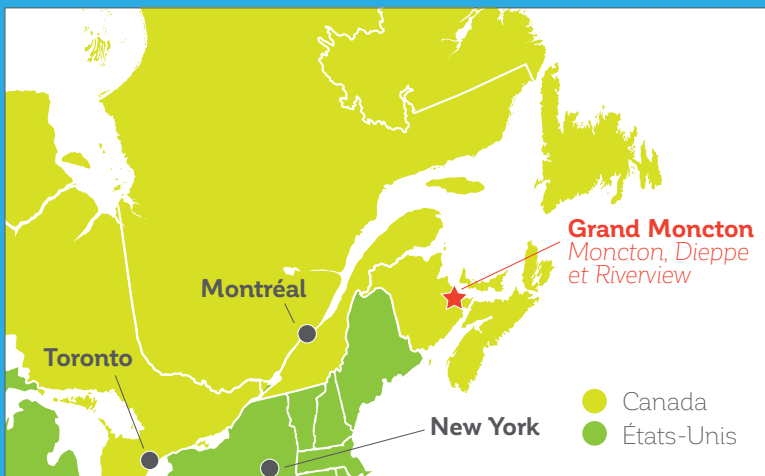 Grand Moncton
Moncton, Dieppe
et Riverview
Montréal
Toronto
New York
Canada
États-Unis